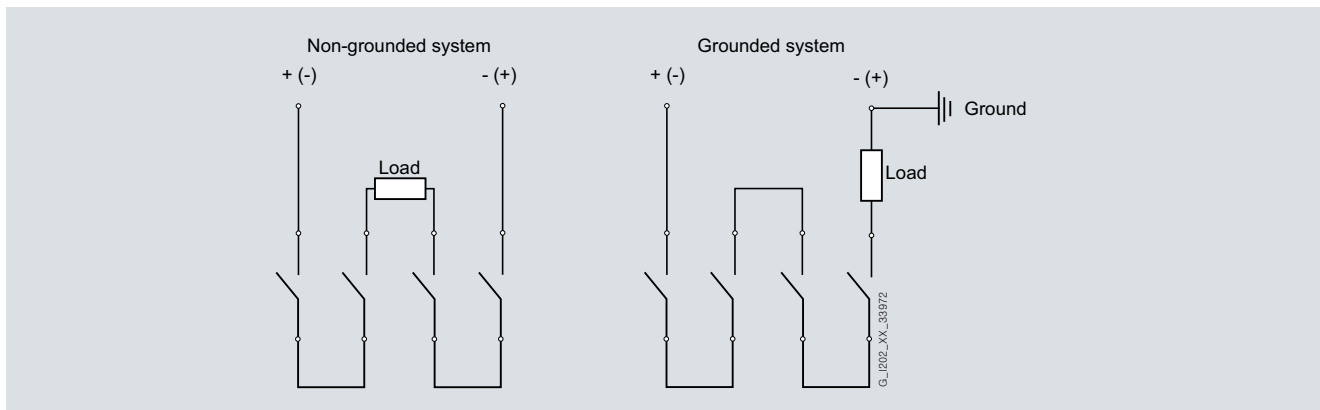 Non-grounded system
+ (-)
- (+)
Load
Grounded system
+ (-)
- (+)
Ground
Load
G_I202_XX_33972